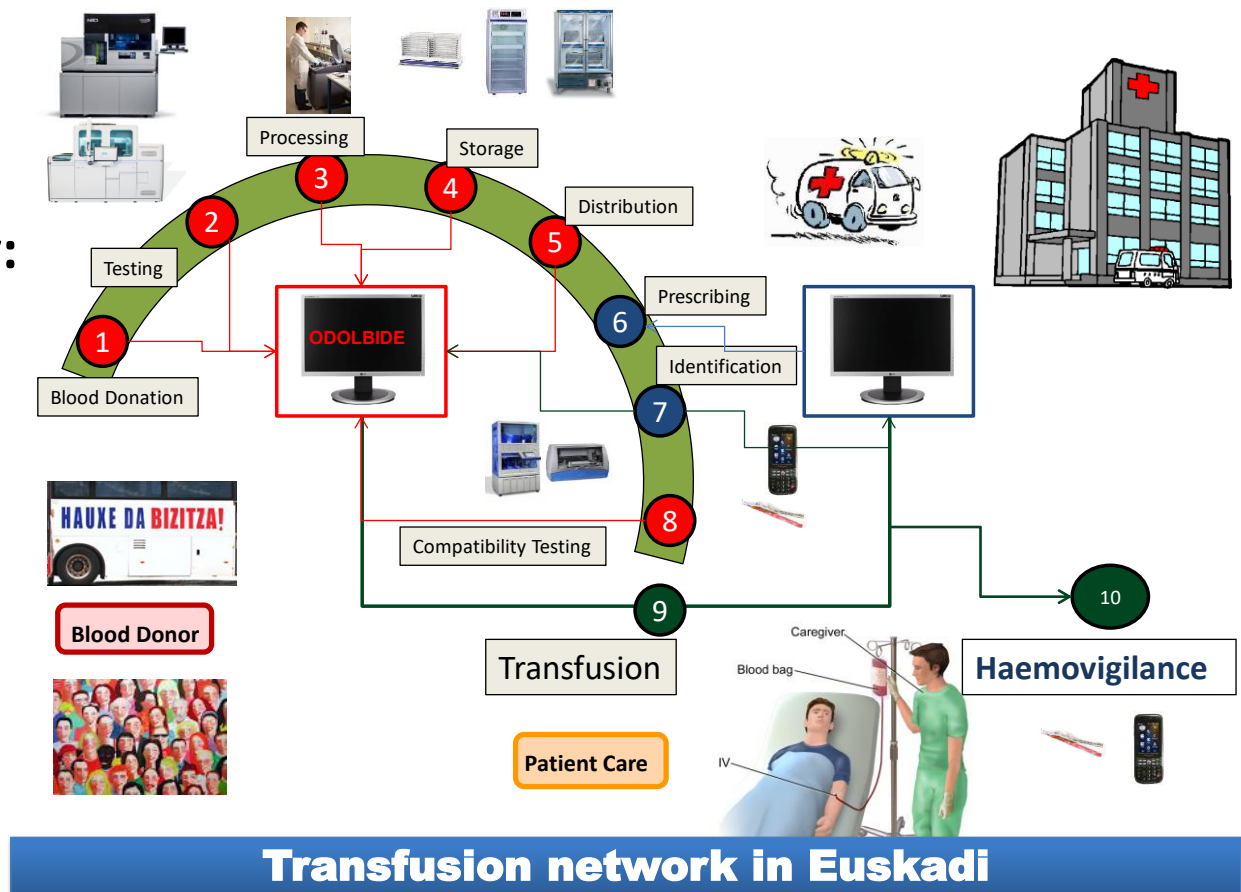 Processing
3
Storage
4
Distribution
5
2
Testing
1
Blood Donation
ODOLBIDE
Prescribing
6
Identification
7
8
Compatibility Testing
HAUXE DA BIZITZA!
Blood Donor
9
Transfusion
10
Haemovigilance
Caregiver
Blood bag
IV
Patient Care
Transfusion network in Euskadi